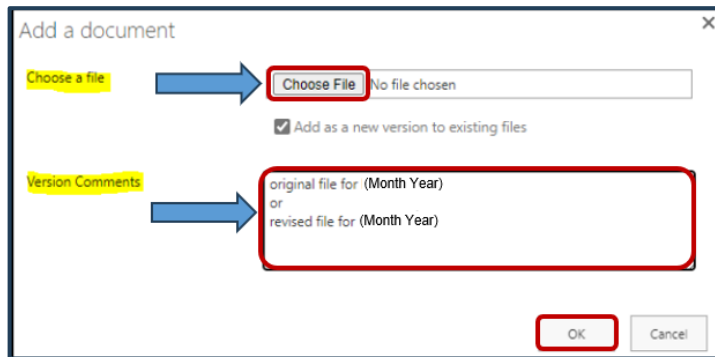 Add a document
Choose a file
Choose File No file chosen
Add as a new version to existing files
Version Comments
original file for (Month Year)
or
revised file for (Month Year)
OK
Cancel